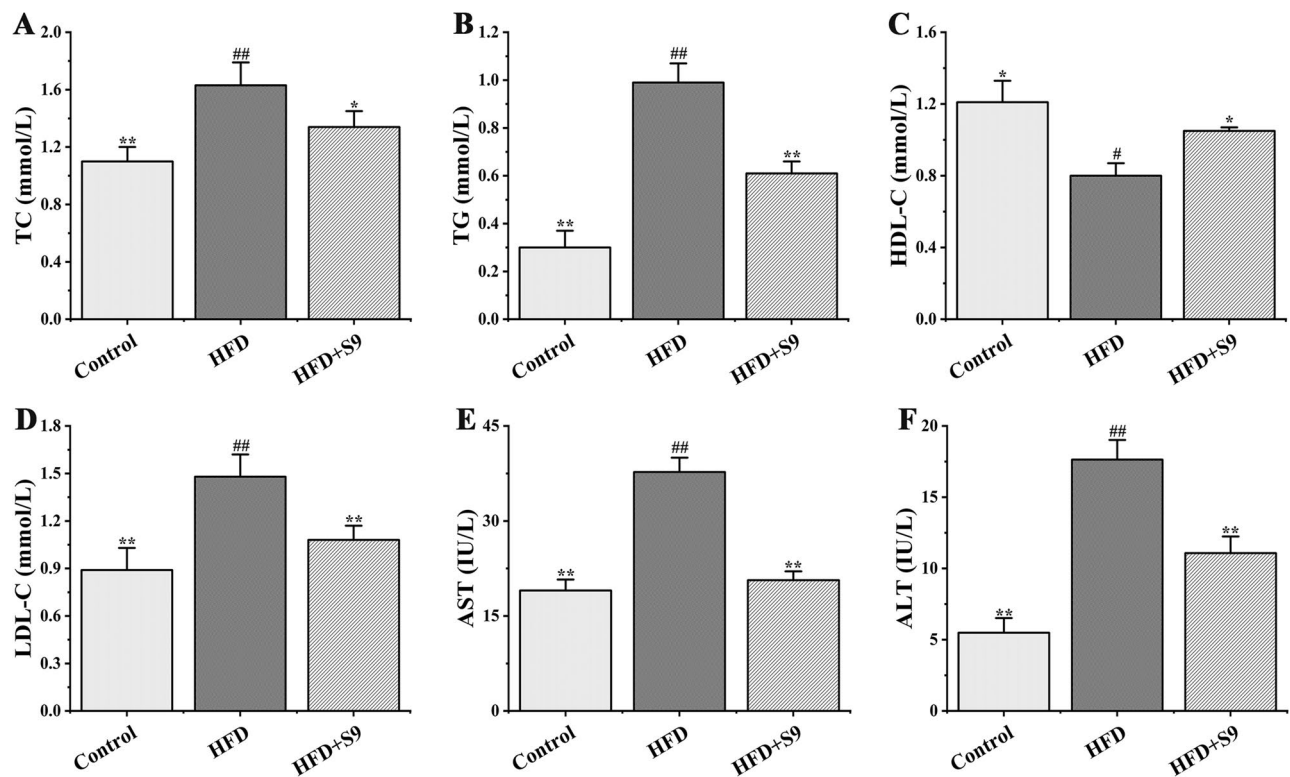 A
TC (mmol/L)
2.0
1.6
1.2
0.8
0.4
0.0
**
##
*
Control
HFD
HFD+S9
B
TG (mmol/L)
1.2
1.0
0.8
0.6
0.4
0.2
0.0
**
##
**
Control
HFD
HFD+S9
C
HDL-C (mmol/L)
1.6
1.2
0.8
0.4
0.0
*
#
*
Control
HFD
HFD+S9
D
LDL-C (mmol/L)
1.8
1.5
1.2
0.9
0.6
0.3
0.0
**
##
**
Control
HFD
HFD+S9
E
AST (IU/L)
45
30
15
0
**
##
**
Control
HFD
HFD+S9
F
ALT (IU/L)
20
15
10
5
0
**
##
**
Control
HFD
HFD+S9